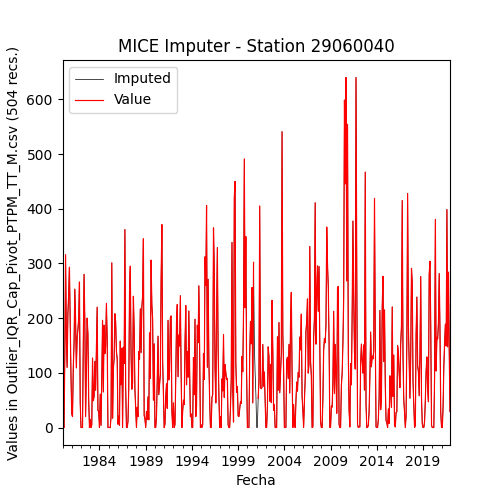 MICE Imputer - Station 29060040
Imputed
Value
Values in Outlier_IQR_Cap_Pivot_PTPM_TT_M.csv (504 recs.)
600
500
400
300
200
100
0
1984 1989 1994 1999 2004 2009 2014 2019
Fecha